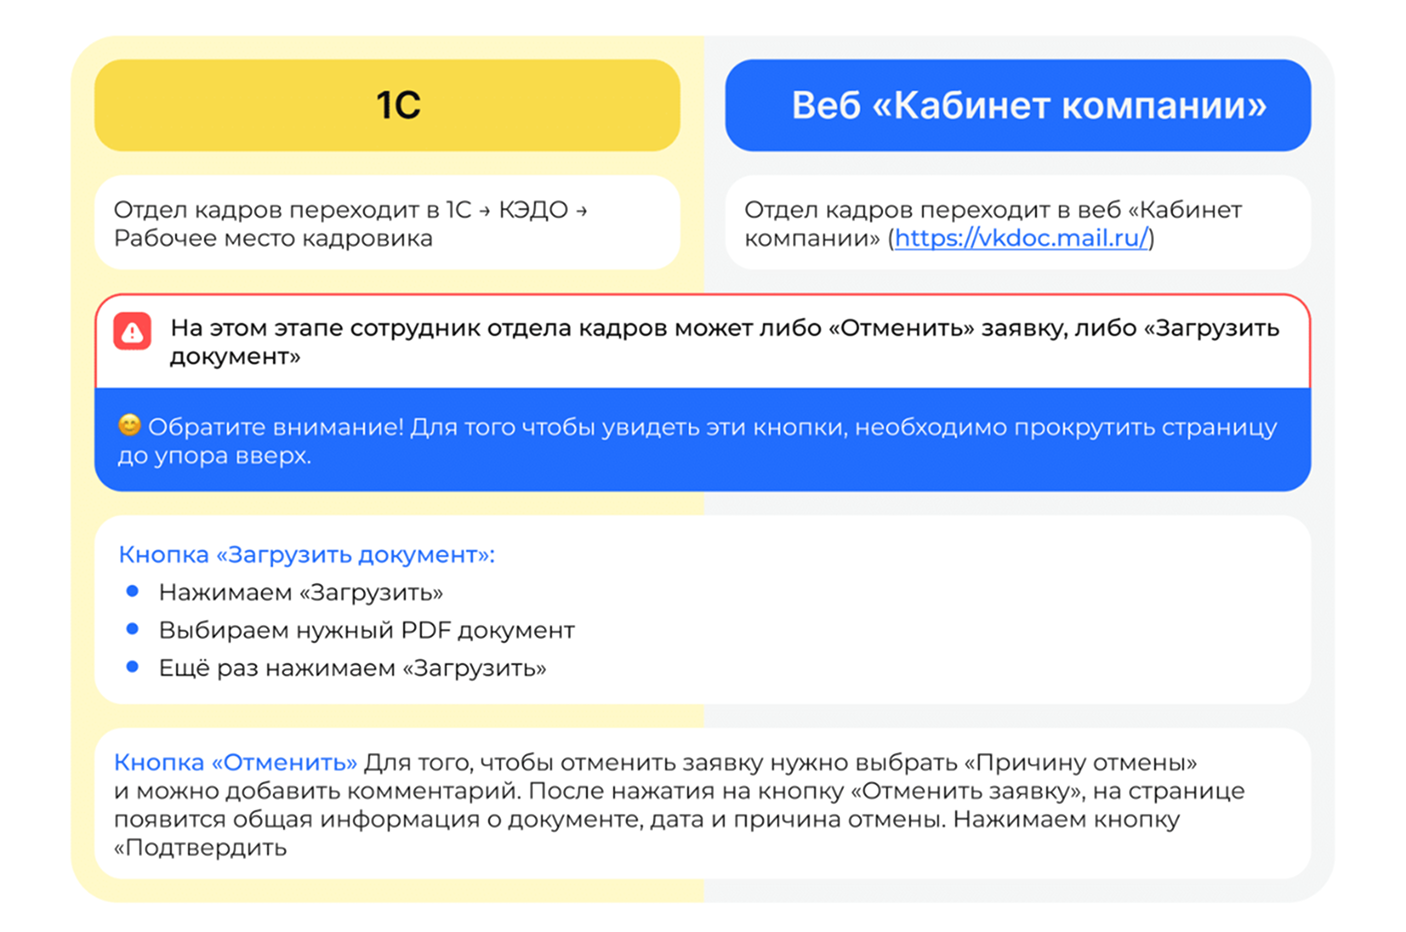 1С
Веб «Кабинет компании»
Отдел кадров переходит в 1С → КЭДО →
Рабочее место кадровика
Отдел кадров переходит в веб «Кабинет
компании» (https://vkdoc.mail.ru/)
На этом этапе сотрудник отдела кадров может либо «Отменить» заявку, либо «Загрузить
документ»
😊 Обратите внимание! Для того чтобы увидеть эти кнопки, необходимо прокрутить страницу
до упора вверх.
Кнопка «Загрузить документ»:
• Нажимаем «Загрузить»
• Выбираем нужный PDF документ
• Ещё раз нажимаем «Загрузить»
Кнопка «Отменить» Для того, чтобы отменить заявку нужно выбрать «Причину отмены»
и можно добавить комментарий. После нажатия на кнопку «Отменить заявку», на странице
появится общая информация о документе, дата и причина отмены. Нажимаем кнопку
«Подтвердить